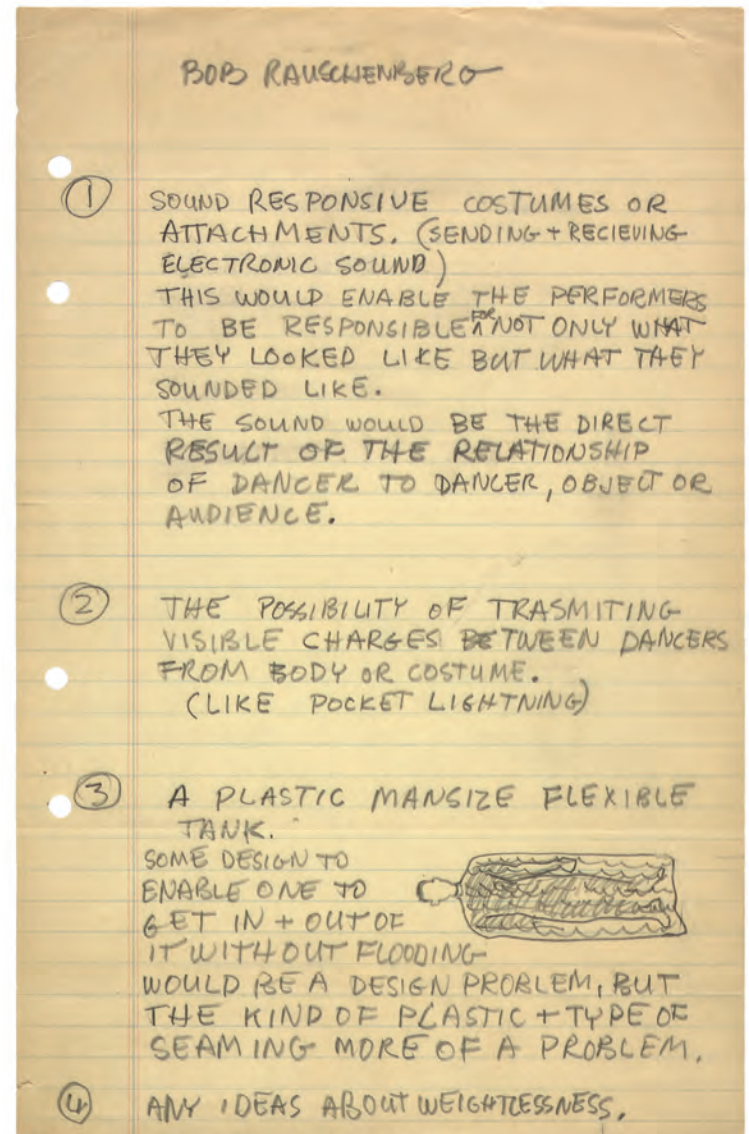 BOB RAUSCHENBERG
1 SOUND RESPONSIVE COSTUMES OR
ATTACHMENTS. (SENDING + RECIEVING
ELECTRONIC SOUND)
THIS WOULD ENABLE THE PERFORMERS
TO BE RESPONSIBLE FOR NOT ONLY WHAT
THEY LOOKED LIKE BUT WHAT THEY
SOUNDED LIKE.
THE SOUND WOULD BE THE DIRECT
RESULT OF THE RELATIONSHIP
OF DANCER TO DANCER, OBJECT OR
AUDIENCE.
2 THE POSSIBILITY OF TRASMITING
VISIBLE CHARGES BETWEEN DANCERS
FROM BODY OR COSTUME.
(LIKE POCKET LIGHTNING)
3 A PLASTIC MANSIZE FLEXIBLE
TANK.
SOME DESIGN TO
ENABLE ONE TO
GET IN + OUT OF
IT WITHOUT FLOODING
WOULD BE A DESIGN PROBLEM, BUT
THE KIND OF PLASTIC + TYPE OF
SEAMING MORE OF A PROBLEM.
4 ANY IDEAS ABOUT WEIGHTLESSNESS.